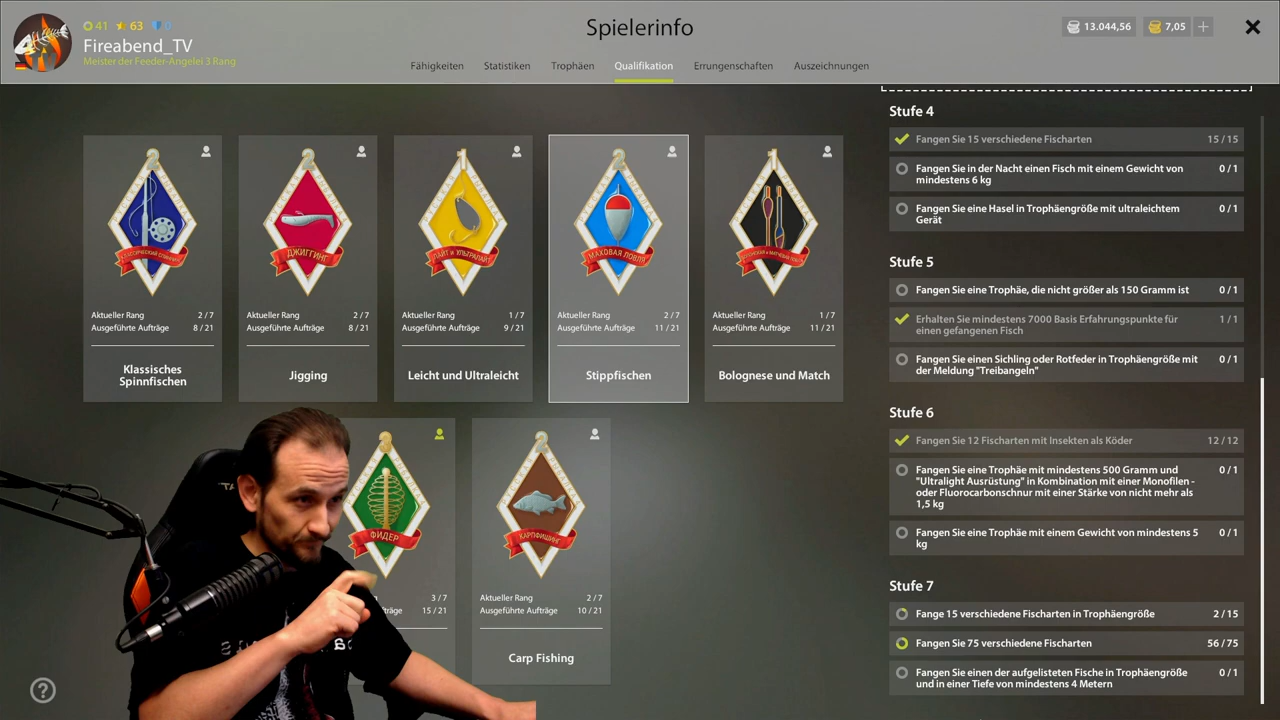 41 63 0
Fireabend_TV
Meister der Feeder-Angelei 3 Rang
Spielerinfo
13.044,56
7,05
Fähigkeiten
Statistiken
Trophäen
Qualifikation
Errungenschaften
Auszeichnungen
КЛАССИЧЕСКИЙ СПИННИНГ
Aktueller Rang 2 / 7
Ausgeführte Aufträge 8 / 21
Klassisches
Spinnfischen
ДЖИГГИНГ
Aktueller Rang 2 / 7
Ausgeführte Aufträge 8 / 21
Jigging
ЛАЙТ И УЛЬТРАЛАЙТ
Aktueller Rang 1 / 7
Ausgeführte Aufträge 9 / 21
Leicht und Ultraleicht
МАХОВАЯ ЛОВЛЯ
Aktueller Rang 2 / 7
Ausgeführte Aufträge 11 / 21
Stippfischen
Aktueller Rang 1 / 7
Ausgeführte Aufträge 11 / 21
Bolognese und Match
ФИДЕР
3 / 7
träge 15 / 21
КАРПФИШИНГ
Aktueller Rang 2 / 7
Ausgeführte Aufträge 10 / 21
Carp Fishing
Stufe 4
Fangen Sie 15 verschiedene Fischarten 15 / 15
Fangen Sie in der Nacht einen Fisch mit einem Gewicht von 0 / 1
mindestens 6 kg
Fangen Sie eine Hasel in Trophäengröße mit ultraleichtem 0 / 1
Gerät
Stufe 5
Fangen Sie eine Trophäe, die nicht größer als 150 Gramm ist 0 / 1
Erhalten Sie mindestens 7000 Basis Erfahrungspunkte für 1 / 1
einen gefangenen Fisch
Fangen Sie einen Sichling oder Rotfeder in Trophäengröße mit 0 / 1
der Meldung "Treibangeln"
Stufe 6
Fangen Sie 12 Fischarten mit Insekten als Köder 12 / 12
Fangen Sie eine Trophäe mit mindestens 500 Gramm und 0 / 1
"Ultralight Ausrüstung" in Kombination mit einer Monofilen -
oder Fluorocarbonschnur mit einer Stärke von nicht mehr als
1,5 kg
Fangen Sie eine Trophäe mit einem Gewicht von mindestens 5 0 / 1
kg
Stufe 7
Fange 15 verschiedene Fischarten in Trophäengröße 2 / 15
Fangen Sie 75 verschiedene Fischarten 56 / 75
Fangen Sie einen der aufgelisteten Fische in Trophäengröße 0 / 1
und in einer Tiefe von mindestens 4 Metern
?